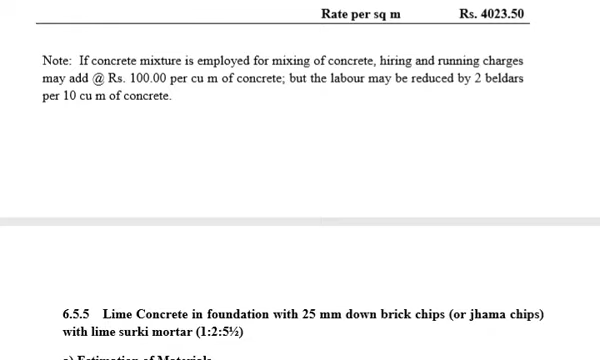 Rate per sq m Rs. 4023.50
Note: If concrete mixture is employed for mixing of concrete, hiring and running charges
may add @ Rs. 100.00 per cu m of concrete; but the labour may be reduced by 2 beldars
per 10 cu m of concrete.
6.5.5 Lime Concrete in foundation with 25 mm down brick chips (or jhama chips)
with lime surki mortar (1:2:5½)
a) Estimation of Materials